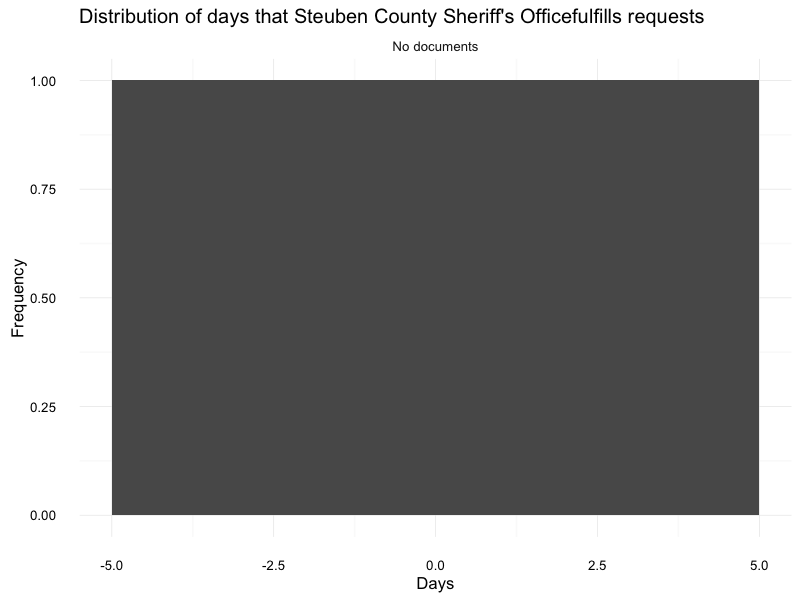 Distribution of days that Steuben County Sheriff's Officefulfills requests
No documents
1.00
0.75
0.50
0.25
0.00
Frequency
-5.0 -2.5 0.0 2.5 5.0
Days